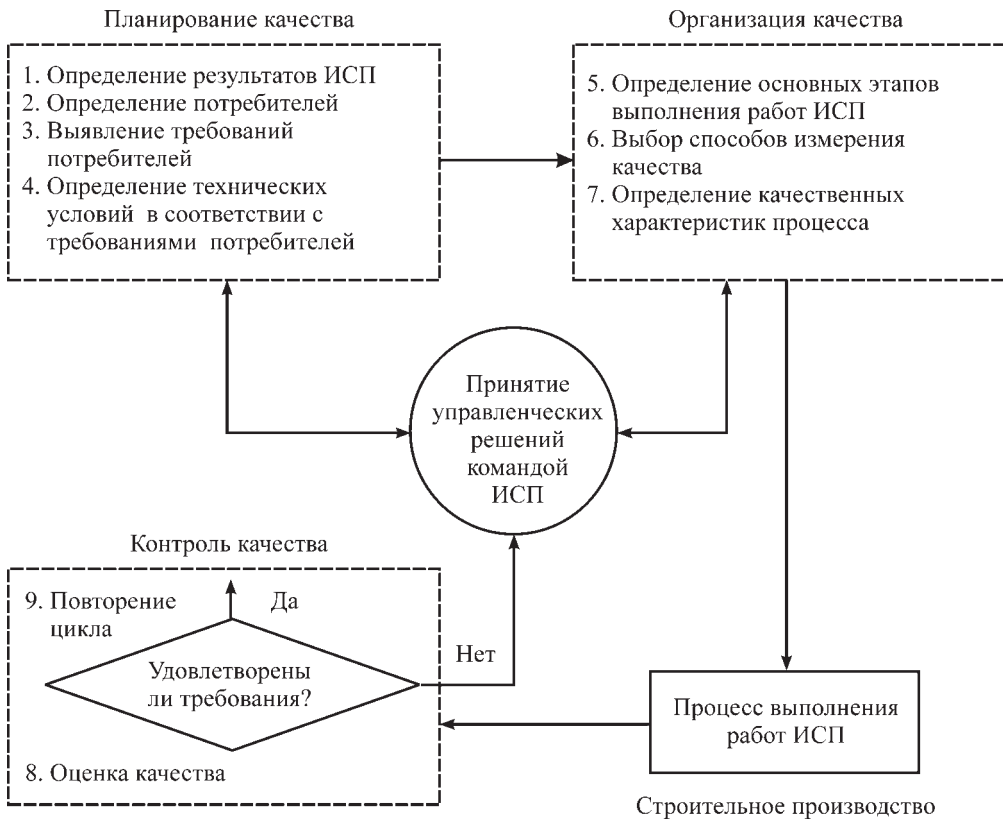 Планирование качества
1. Определение результатов ИСП
2. Определение потребителей
3. Выявление требований
потребителей
4. Определение технических
условий в соответствии с
требованиями потребителей
Организация качества
5. Определение основных этапов
выполнения работ ИСП
6. Выбор способов измерения
качества
7. Определение качественных
характеристик процесса
Принятие
управленческих
решений
командой
ИСП
Контроль качества
9. Повторение
цикла
Да
Удовлетворены
ли требования?
Нет
8. Оценка качества
Процесс выполнения
работ ИСП
Строительное производство